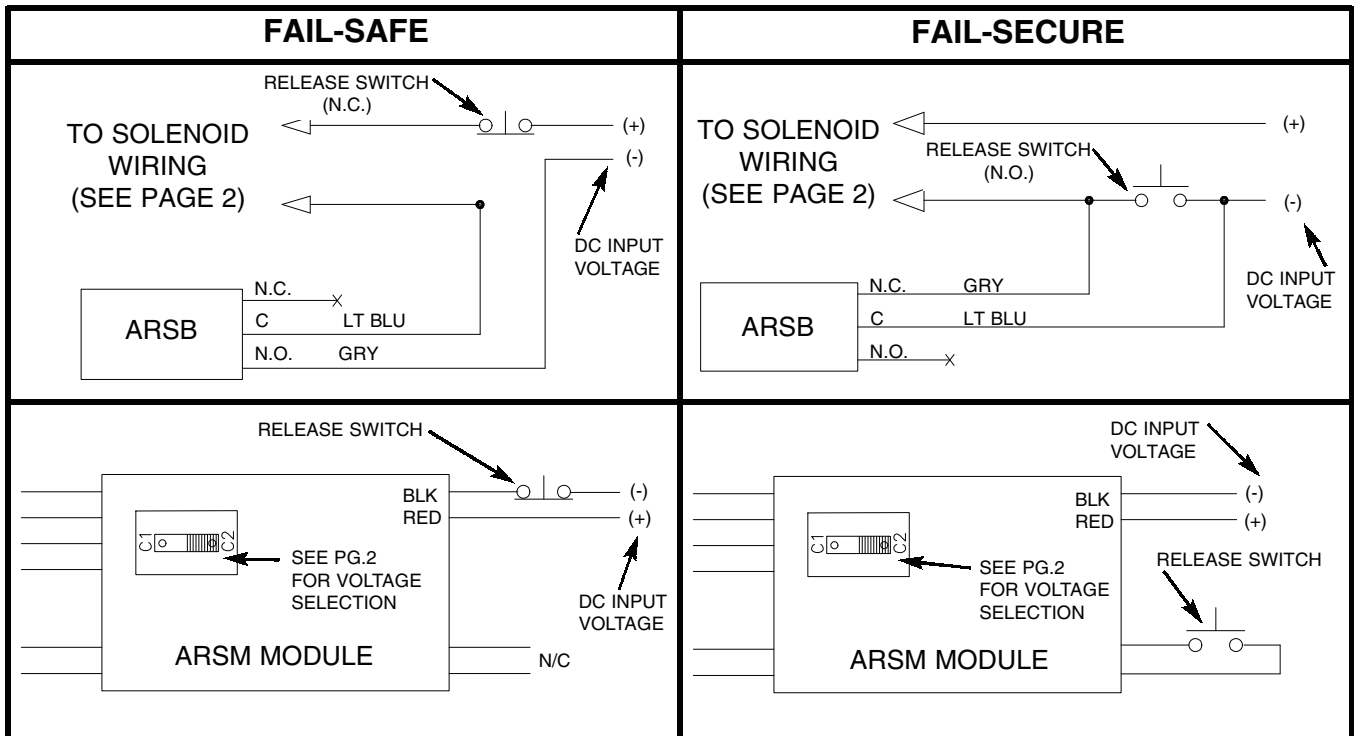 FAIL-SAFE
RELEASE SWITCH
(N.C.)
TO SOLENOID
WIRING
(SEE PAGE 2)
(+)
(-)
DC INPUT
VOLTAGE
ARSB
N.C.
C LT BLU
N.O. GRY
FAIL-SECURE
TO SOLENOID
WIRING
(SEE PAGE 2)
RELEASE SWITCH
(N.O.)
(+)
(-)
DC INPUT
VOLTAGE
ARSB
N.C. GRY
C LT BLU
N.O.
RELEASE SWITCH
BLK
RED
(-)
(+)
C1
C2
SEE PG.2
FOR VOLTAGE
SELECTION
DC INPUT
VOLTAGE
ARSM MODULE
N/C
DC INPUT
VOLTAGE
BLK
RED
(-)
(+)
C1
C2
SEE PG.2
FOR VOLTAGE
SELECTION
RELEASE SWITCH
ARSM MODULE